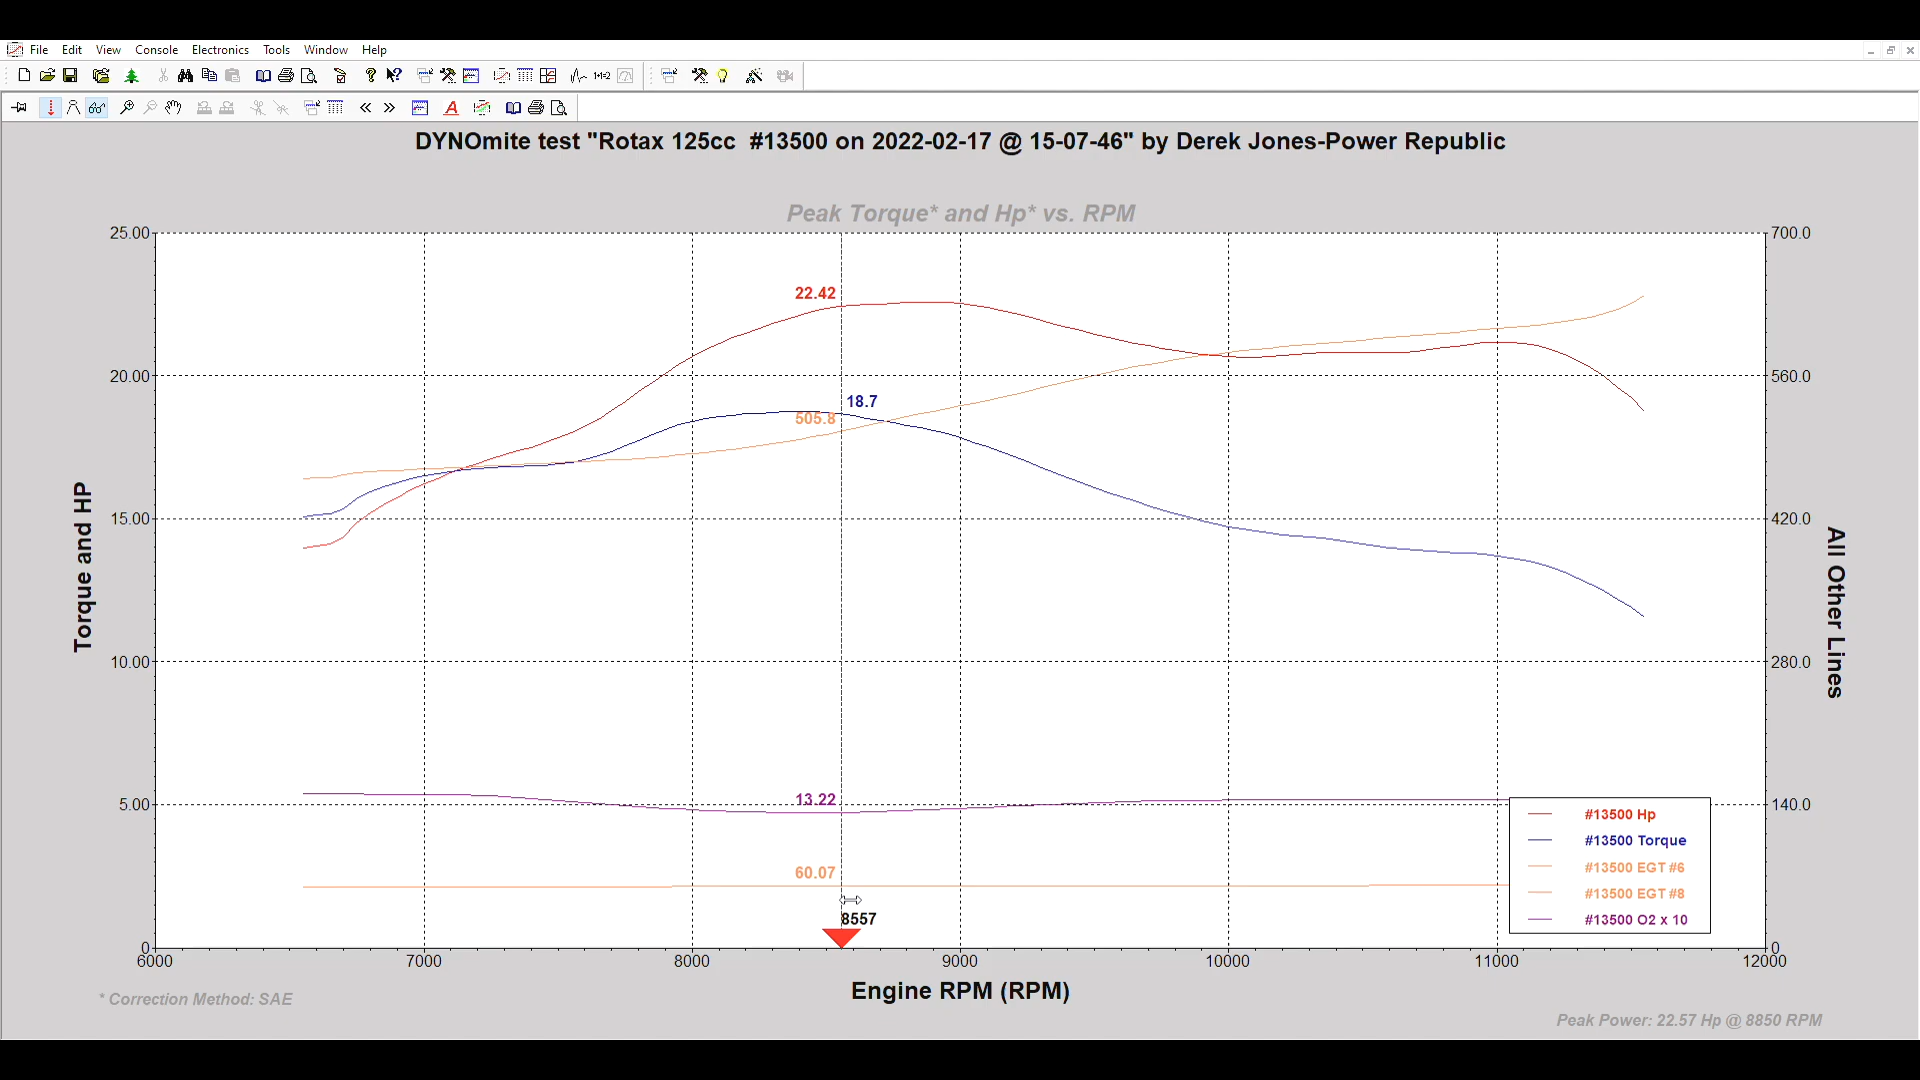 File Edit View Console Electronics Tools Window Help
DYNOmite test "Rotax 125cc  #13500 on 2022-02-17 @ 15-07-46" by Derek Jones-Power Republic
Peak Torque* and Hp* vs. RPM
25.00
700.0
22.42
20.00
560.0
18.7
505.8
15.00
420.0
Torque and HP
All Other Lines
10.00
280.0
13.22
5.00
140.0
#13500 Hp
#13500 Torque
#13500 EGT #6
#13500 EGT #8
#13500 O2 x 10
60.07
8557
0
0
6000 7000 8000 9000 10000 11000 12000
Engine RPM (RPM)
* Correction Method: SAE
Peak Power: 22.57 Hp @ 8850 RPM